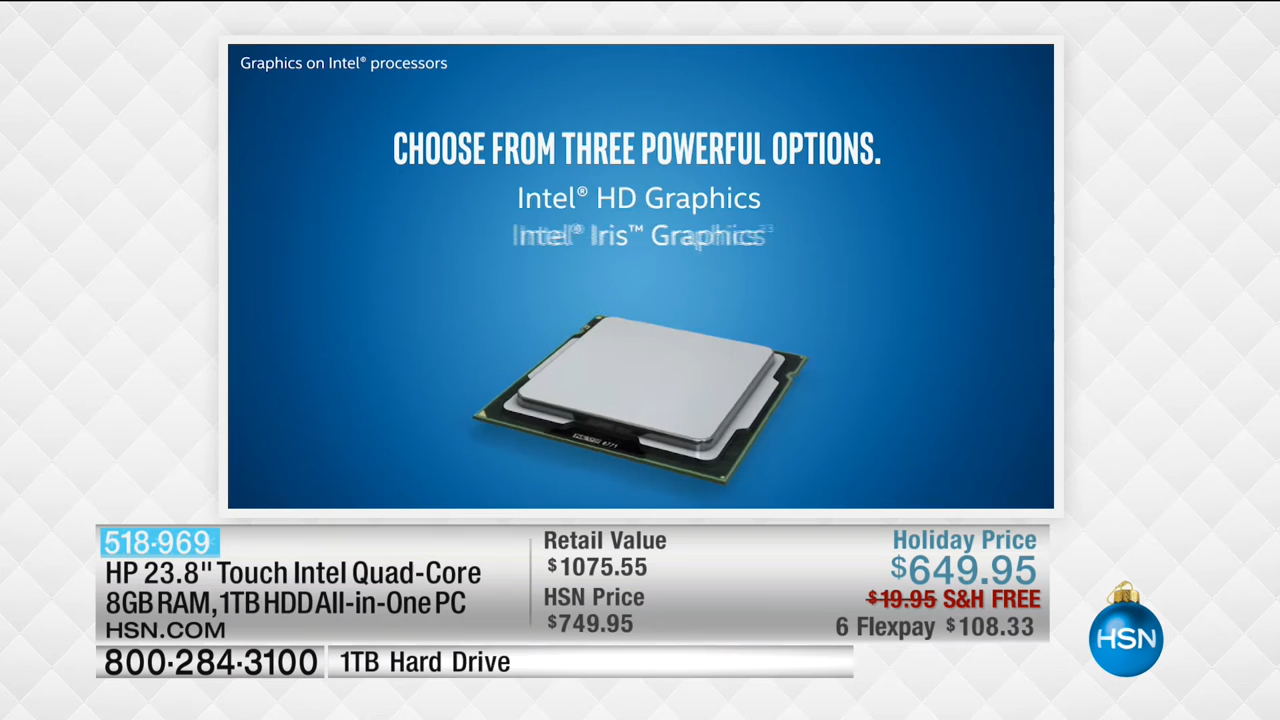 Graphics on Intel® processors
CHOOSE FROM THREE POWERFUL OPTIONS.
Intel® HD Graphics
Intel® Iris™ Graphics
518-969
HP 23.8" Touch Intel Quad-Core
8GB RAM, 1TB HDD All-in-One PC
HSN.COM
800·284·3100
1TB Hard Drive
Retail Value
$1075.55
HSN Price
$749.95
Holiday Price
$649.95
$19.95 S&H FREE
6 Flexpay $108.33
HSN